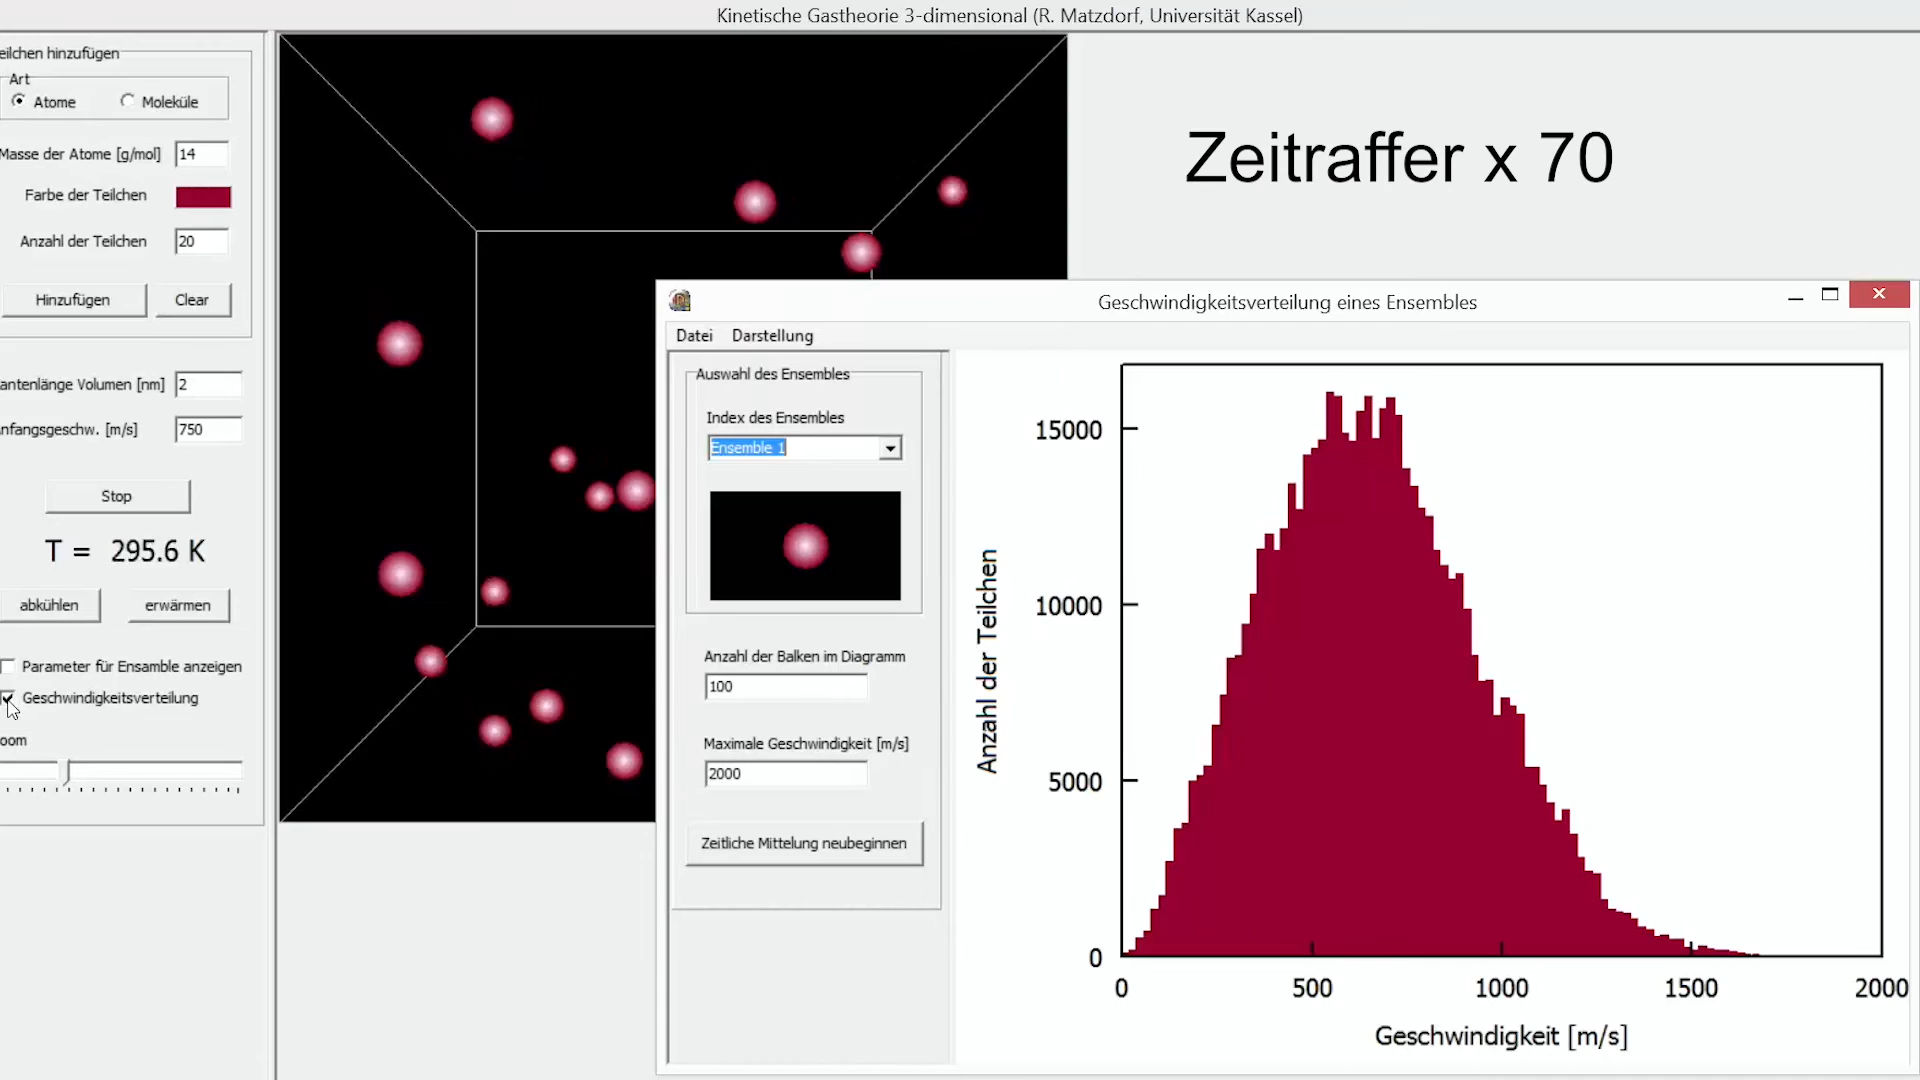 Kinetische Gastheorie 3-dimensional (R. Matzdorf, Universität Kassel)
eilchen hinzufügen
Art
Atome
Moleküle
Masse der Atome [g/mol]
14
Farbe der Teilchen
Anzahl der Teilchen
20
Hinzufügen
Clear
antenlänge Volumen [nm]
2
nfangsgeschw. [m/s]
750
Stop
T = 295.6 K
abkühlen
erwärmen
Parameter für Ensamble anzeigen
Geschwindigkeitsverteilung
oom
Zeitraffer x 70
Geschwindigkeitsverteilung eines Ensembles
Datei Darstellung
Auswahl des Ensembles
Index des Ensembles
Ensemble 1
Anzahl der Balken im Diagramm
100
Maximale Geschwindigkeit [m/s]
2000
Zeitliche Mittelung neubeginnen
Anzahl der Teilchen
15000
10000
5000
0
0 500 1000 1500 2000
Geschwindigkeit [m/s]